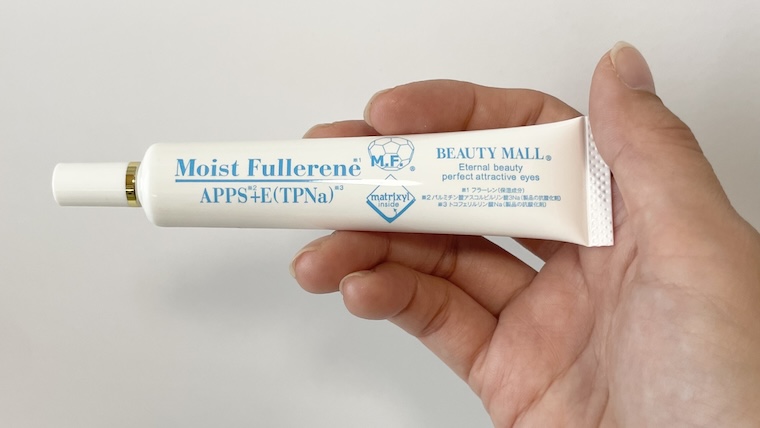 Moist Fullerene※1
APPS※2+E(TPNa)※3
M.F.®
matrixyl
inside
BEAUTY MALL®
Eternal beauty
perfect attractive eyes
※1 フラーレン(保湿成分)
※2 パルミチン酸アスコルビルリン酸3Na(製品の抗酸化剤)
※3 トコフェリルリン酸Na(製品の抗酸化剤)